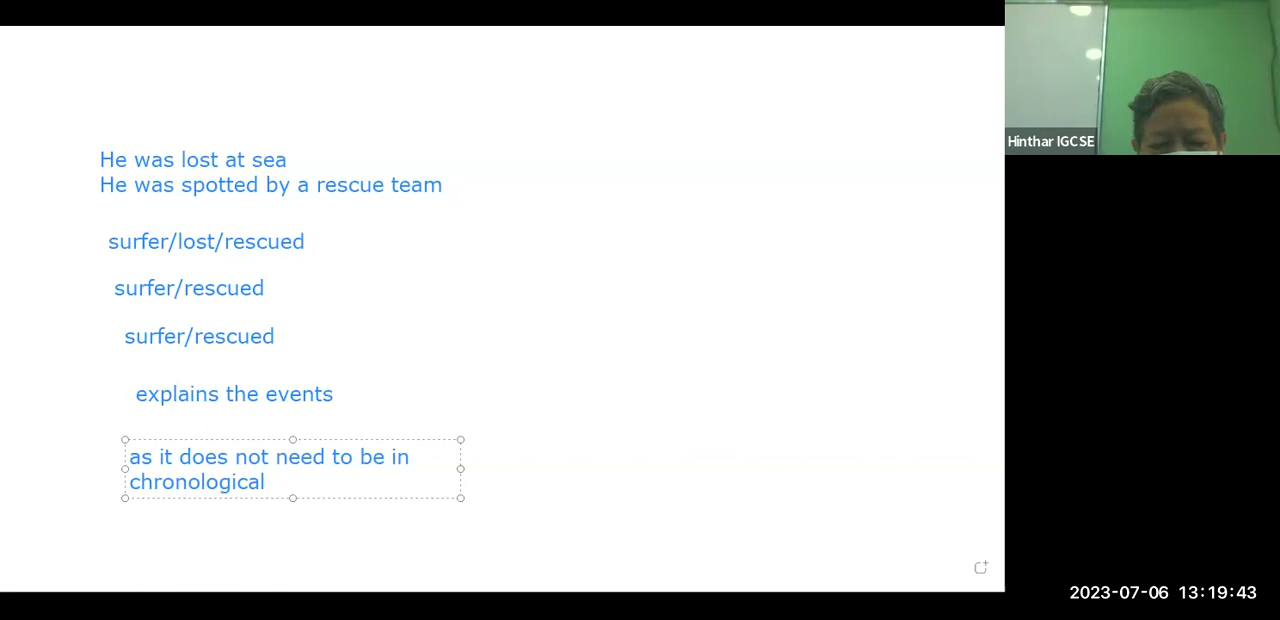 He was lost at sea
He was spotted by a rescue team
surfer/lost/rescued
surfer/rescued
surfer/rescued
explains the events
as it does not need to be in
chronological
Hinthar IGCSE
2023-07-06 13:19:43